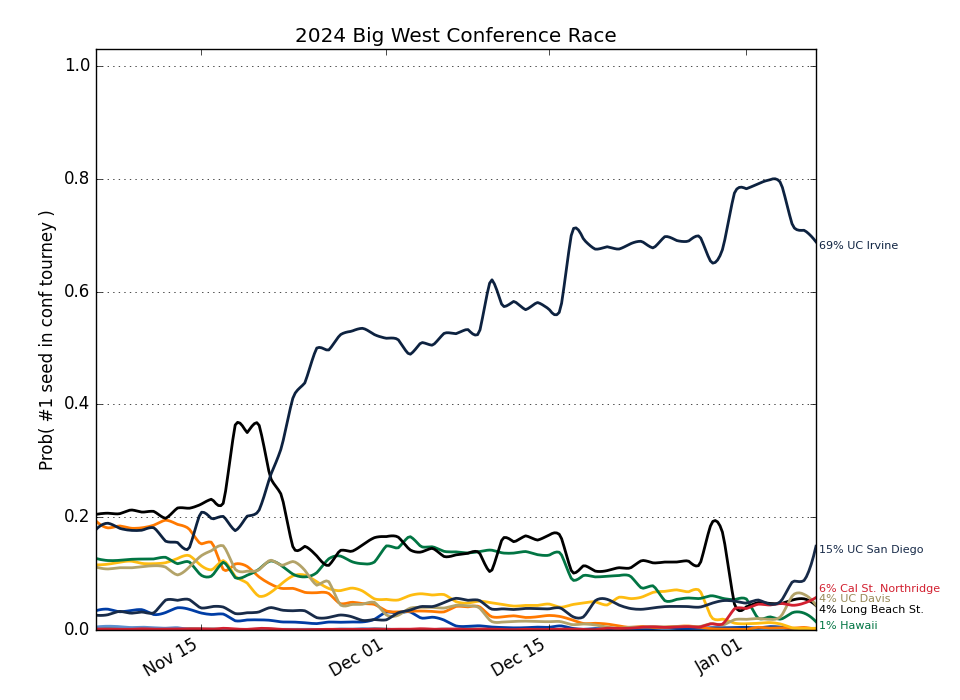 2024 Big West Conference Race
Prob( #1 seed in conf tourney )
1.0
0.8
0.6
0.4
0.2
0.0
Nov 15
Dec 01
Dec 15
Jan 01
69% UC Irvine
15% UC San Diego
6% Cal St. Northridge
4% UC Davis
4% Long Beach St.
1% Hawaii